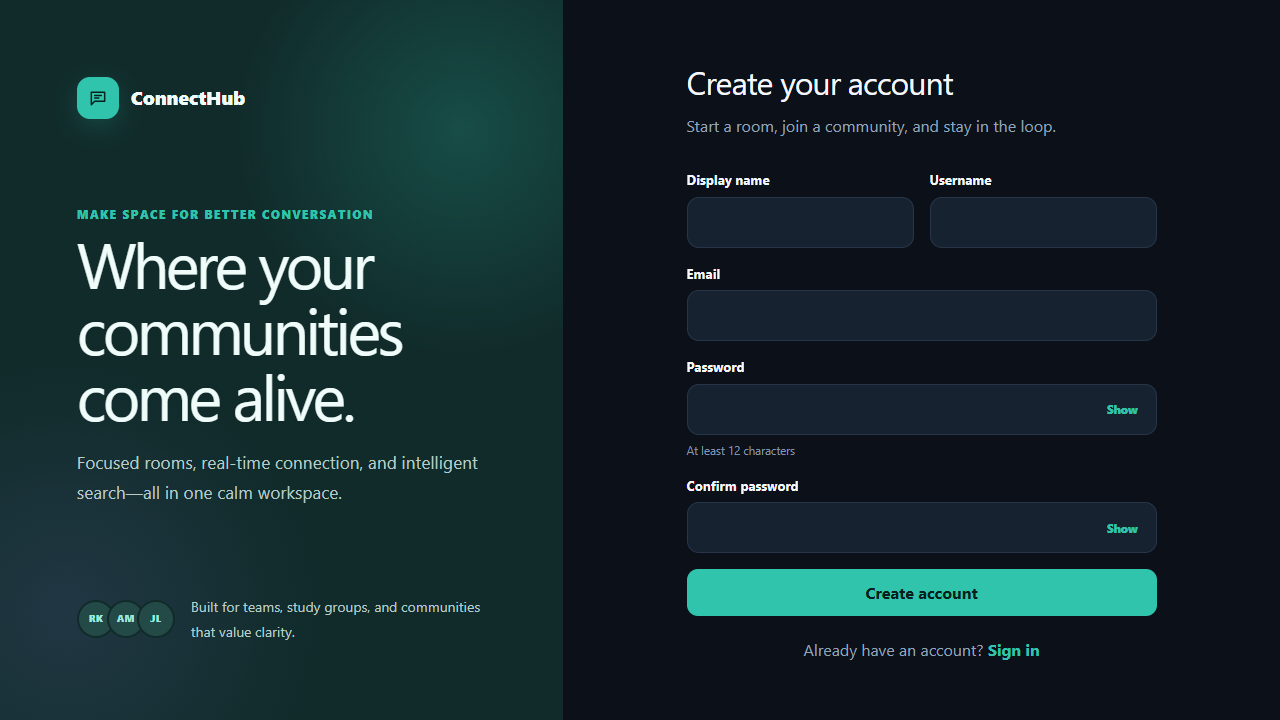 ConnectHub
MAKE SPACE FOR BETTER CONVERSATION
Where your
communities
come alive.
Focused rooms, real-time connection, and intelligent
search—all in one calm workspace.
RK AM JL
Built for teams, study groups, and communities
that value clarity.
Create your account
Start a room, join a community, and stay in the loop.
Display name Username
Email
Password
Show
At least 12 characters
Confirm password
Show
Create account
Already have an account? Sign in